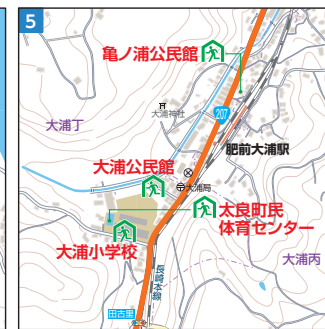 5
亀ノ浦公民館
大浦神社
大浦丁
207
肥前大浦駅
大浦公民館
大浦局
太良町民
体育センター
大浦小学校
大浦丙
長崎本線
田古里